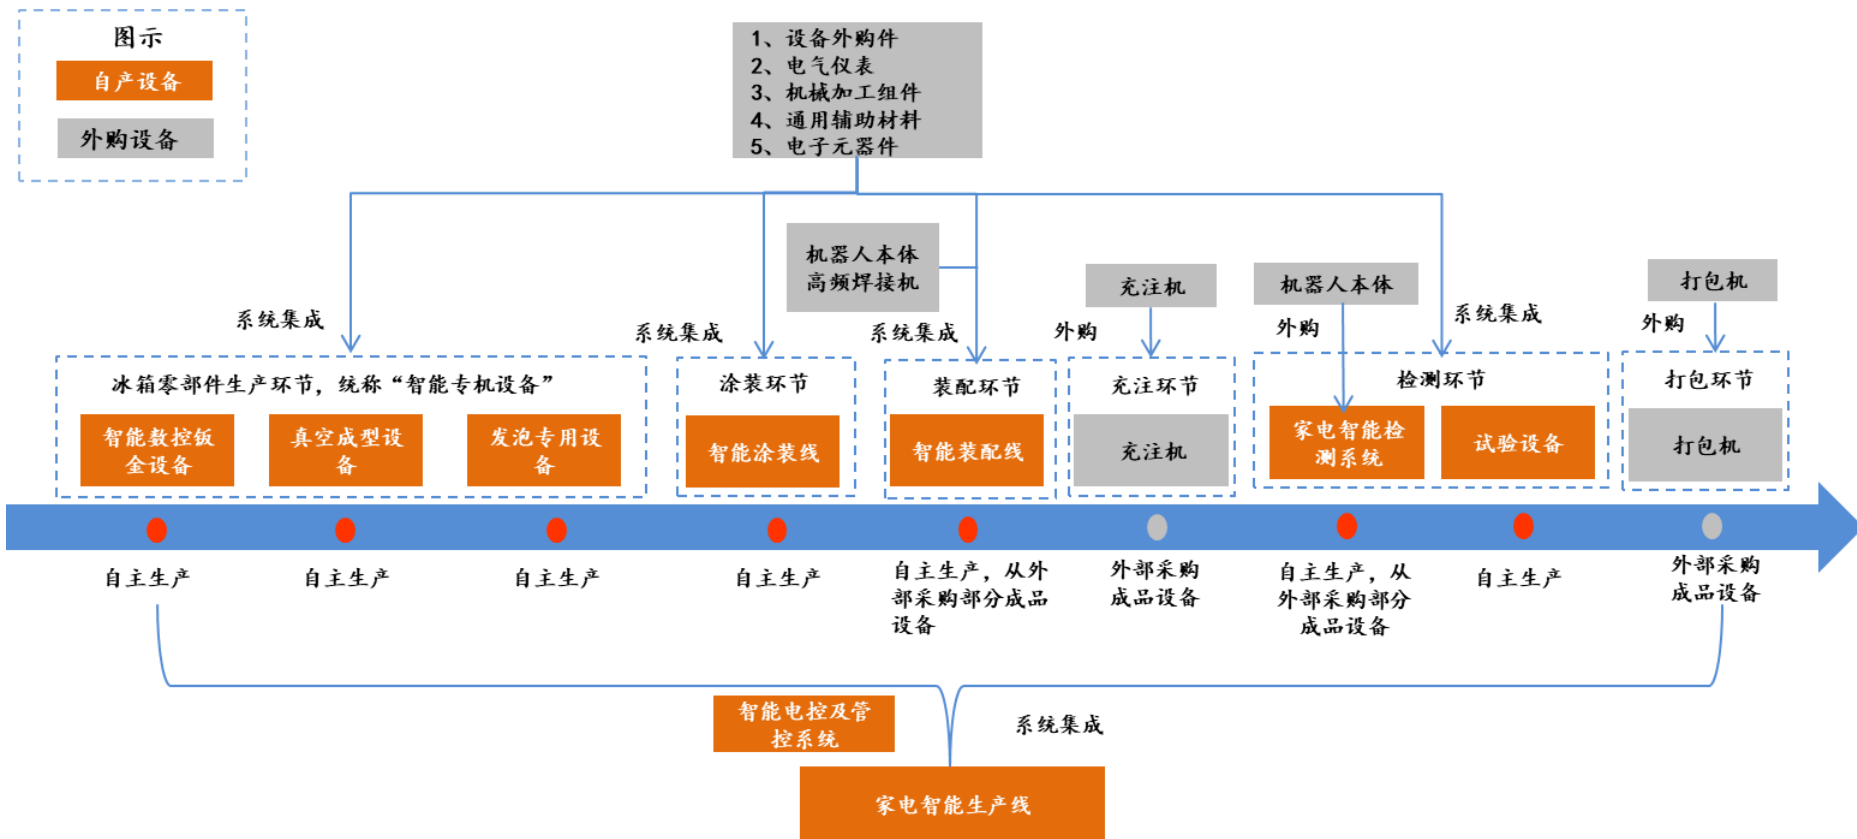 图示
自产设备
外购设备
1、设备外购件
2、电气仪表
3、机械加工组件
4、通用辅助材料
5、电子元器件
机器人本体
高频焊接机
充注机
机器人本体
打包机
系统集成
系统集成
系统集成
外购
外购
系统集成
外购
冰箱零部件生产环节，统称“智能专机设备”
智能数控钣
金设备
真空成型设
备
发泡专用设
备
涂装环节
智能涂装线
装配环节
智能装配线
充注环节
充注机
检测环节
家电智能检
测系统
试验设备
打包环节
打包机
自主生产
自主生产
自主生产
自主生产
自主生产，从外
部采购部分成品
设备
外部采购
成品设备
自主生产，从
外部采购部分
成品设备
自主生产
外部采购
成品设备
智能电控及管
控系统
系统集成
家电智能生产线